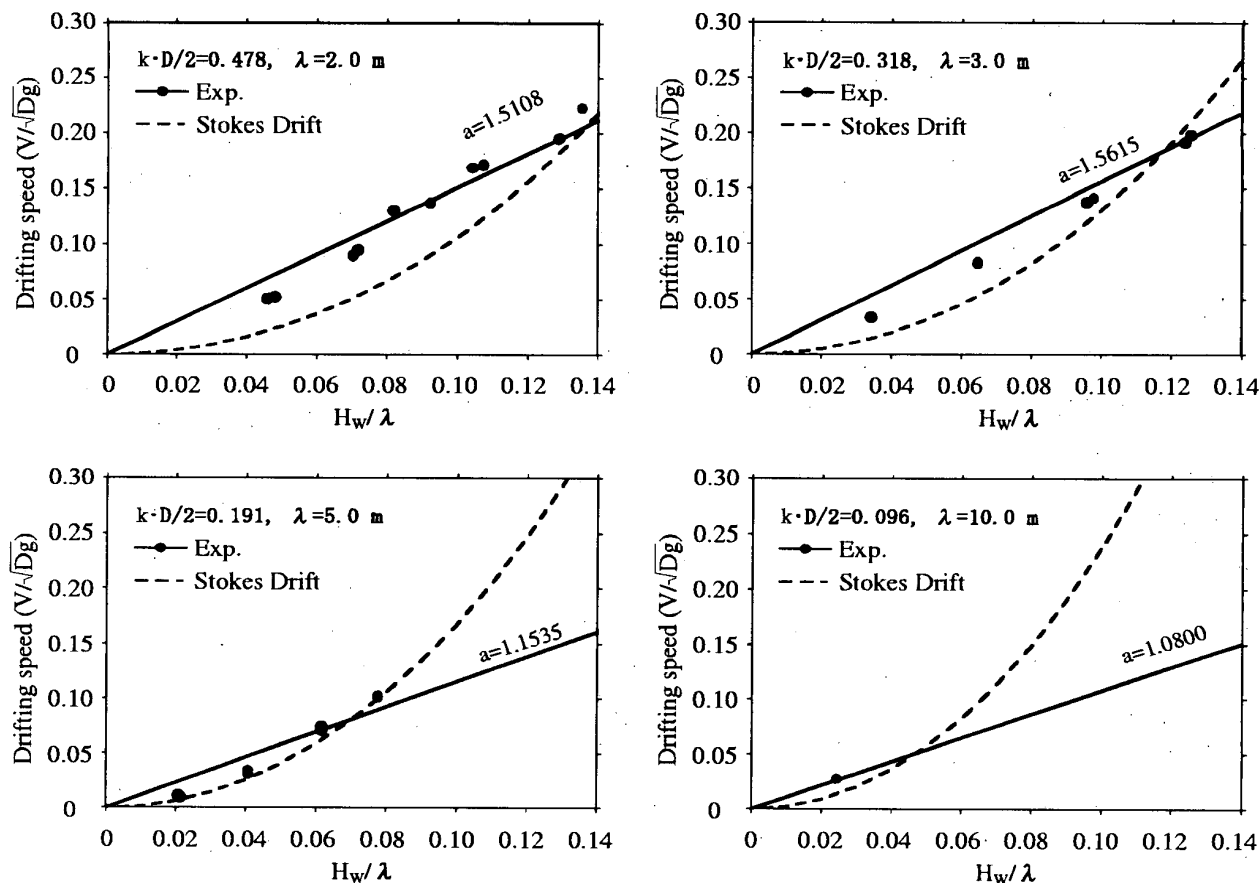 0.30
0.25
0.20
0.15
0.10
0.05
0
Drifting speed (V/√Dg)
k·D/2=0.478, λ=2.0 m
Exp.
Stokes Drift
a=1.5108
0 0.02 0.04 0.06 0.08 0.10 0.12 0.14
Hw/ λ
0.30
0.25
0.20
0.15
0.10
0.05
0
Drifting speed (V/√Dg)
k·D/2=0.318, λ=3.0 m
Exp.
Stokes Drift
a=1.5615
0 0.02 0.04 0.06 0.08 0.10 0.12 0.14
Hw/ λ
0.30
0.25
0.20
0.15
0.10
0.05
0
Drifting speed (V/√Dg)
k·D/2=0.191, λ=5.0 m
Exp.
Stokes Drift
a=1.1535
0 0.02 0.04 0.06 0.08 0.10 0.12 0.14
Hw/ λ
0.30
0.25
0.20
0.15
0.10
0.05
0
Drifting speed (V/√Dg)
k·D/2=0.096, λ=10.0 m
Exp.
Stokes Drift
a=1.0800
0 0.02 0.04 0.06 0.08 0.10 0.12 0.14
Hw/ λ